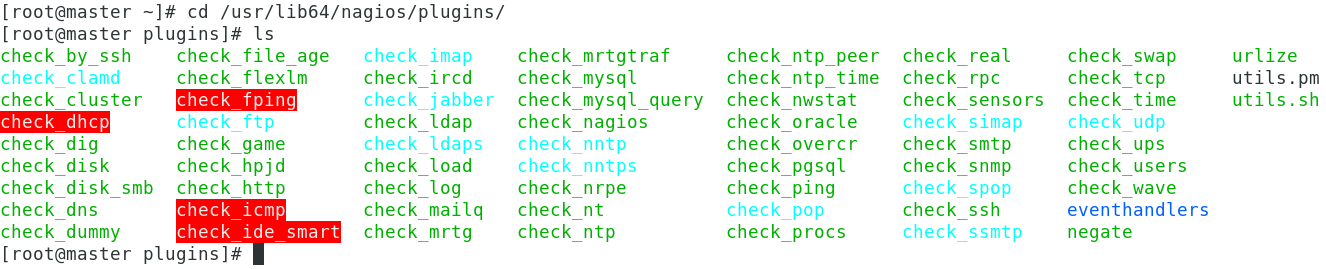 [root@master ~]# cd /usr/lib64/nagios/plugins/
[root@master plugins]# ls
check_by_ssh check_file_age check_imap check_mrtgtraf check_ntp_peer check_real check_swap urlize
check_clamd check_flexlm check_ircd check_mysql check_ntp_time check_rpc check_tcp utils.pm
check_cluster check_fping check_jabber check_mysql_query check_nwstat check_sensors check_time utils.sh
check_dhcp check_ftp check_ldap check_nagios check_oracle check_simap check_udp
check_dig check_game check_ldaps check_nntp check_overcr check_smtp check_ups
check_disk check_hpjd check_load check_nntps check_pgsql check_snmp check_users
check_disk_smb check_http check_log check_nrpe check_ping check_spop check_wave
check_dns check_icmp check_mailq check_nt check_pop check_ssh eventhandlers
check_dummy check_ide_smart check_mrtg check_ntp check_procs check_ssmtp negate
[root@master plugins]#